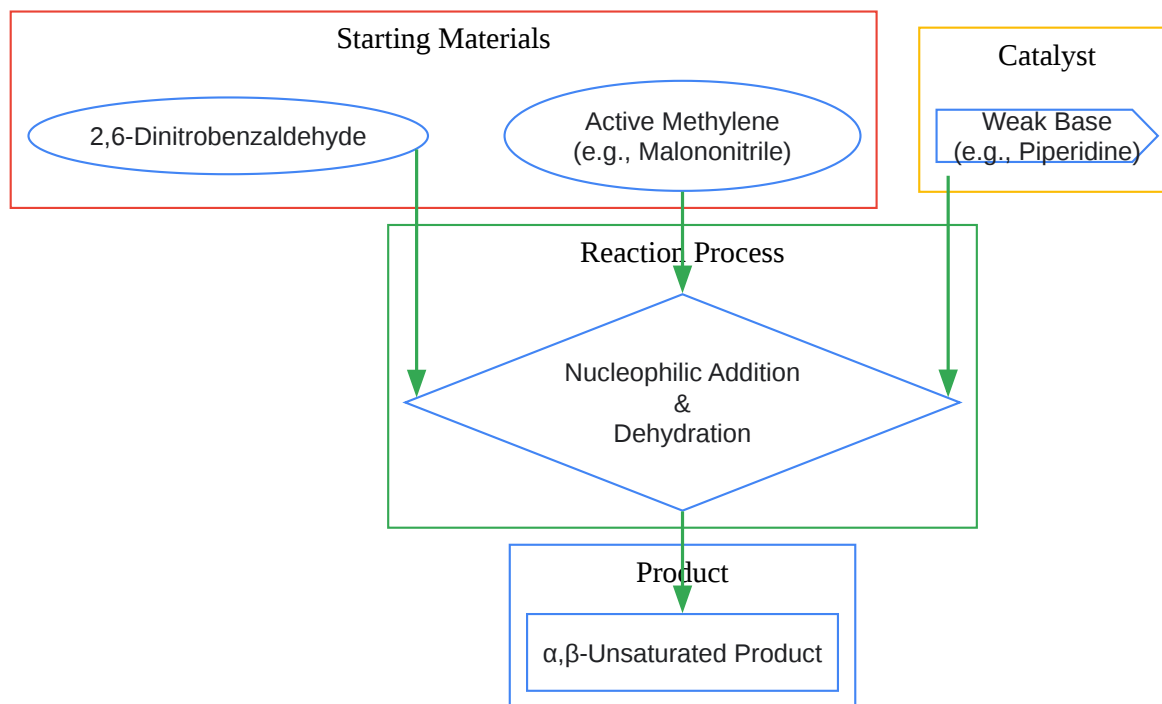 Starting Materials
Catalyst
2,6-Dinitrobenzaldehyde
Active Methylene
(e.g., Malononitrile)
Weak Base
(e.g., Piperidine)
Reaction Process
Nucleophilic Addition
&
Dehydration
Product
α,β-Unsaturated Product